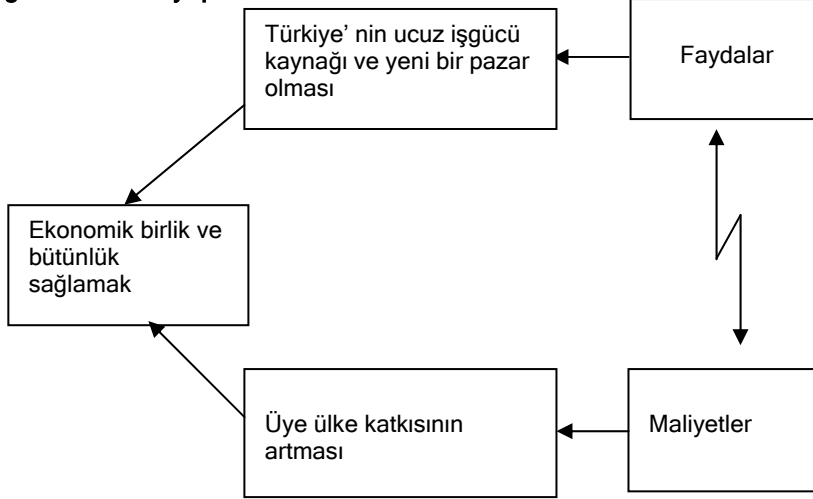 Türkiye’ nin ucuz işgücü
kaynağı ve yeni bir pazar
olması
Faydalar
Ekonomik birlik ve
bütünlük
sağlamak
Üye ülke katkısının
artması
Maliyetler